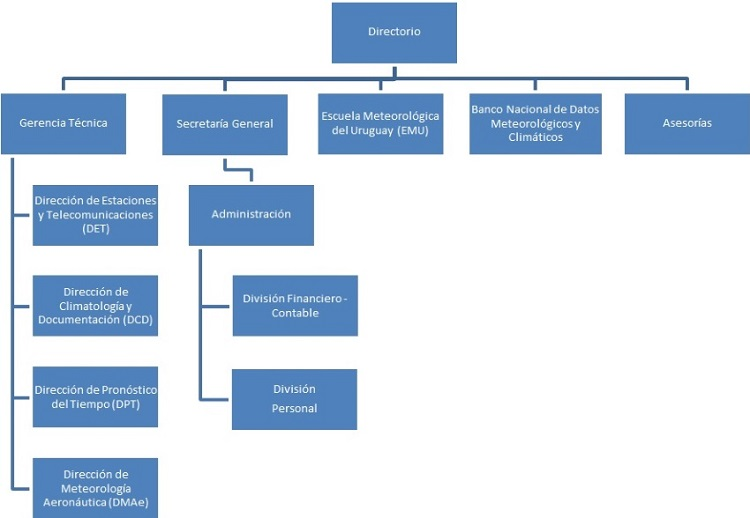 Directorio
Gerencia Técnica
Secretaría General
Escuela Meteorológica
del Uruguay (EMU)
Banco Nacional de Datos
Meteorológicos y
Climáticos
Asesorías
Dirección de Estaciones
y Telecomunicaciones
(DET)
Dirección de
Climatología y
Documentación (DCD)
Dirección de Pronóstico
del Tiempo (DPT)
Dirección de
Meteorología
Aeronáutica (DMAe)
Administración
División Financiero -
Contable
División
Personal